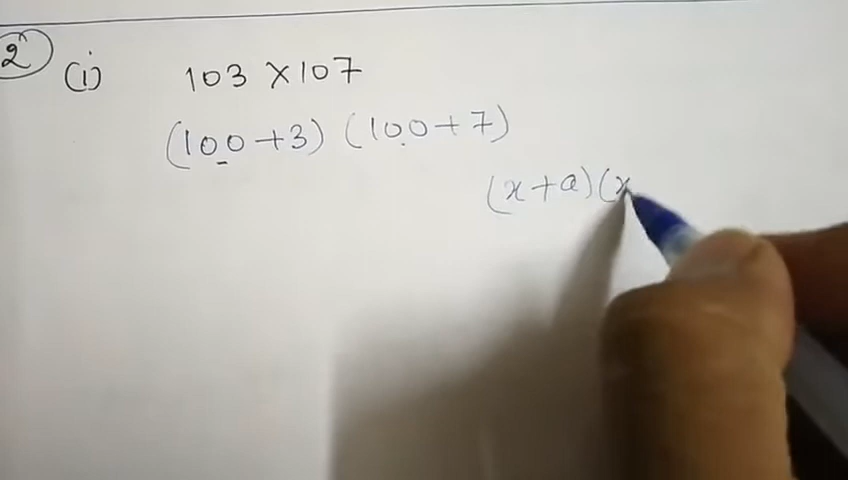 2 (i) 103 × 107
(100 + 3) (100 + 7)
(x + a) (x